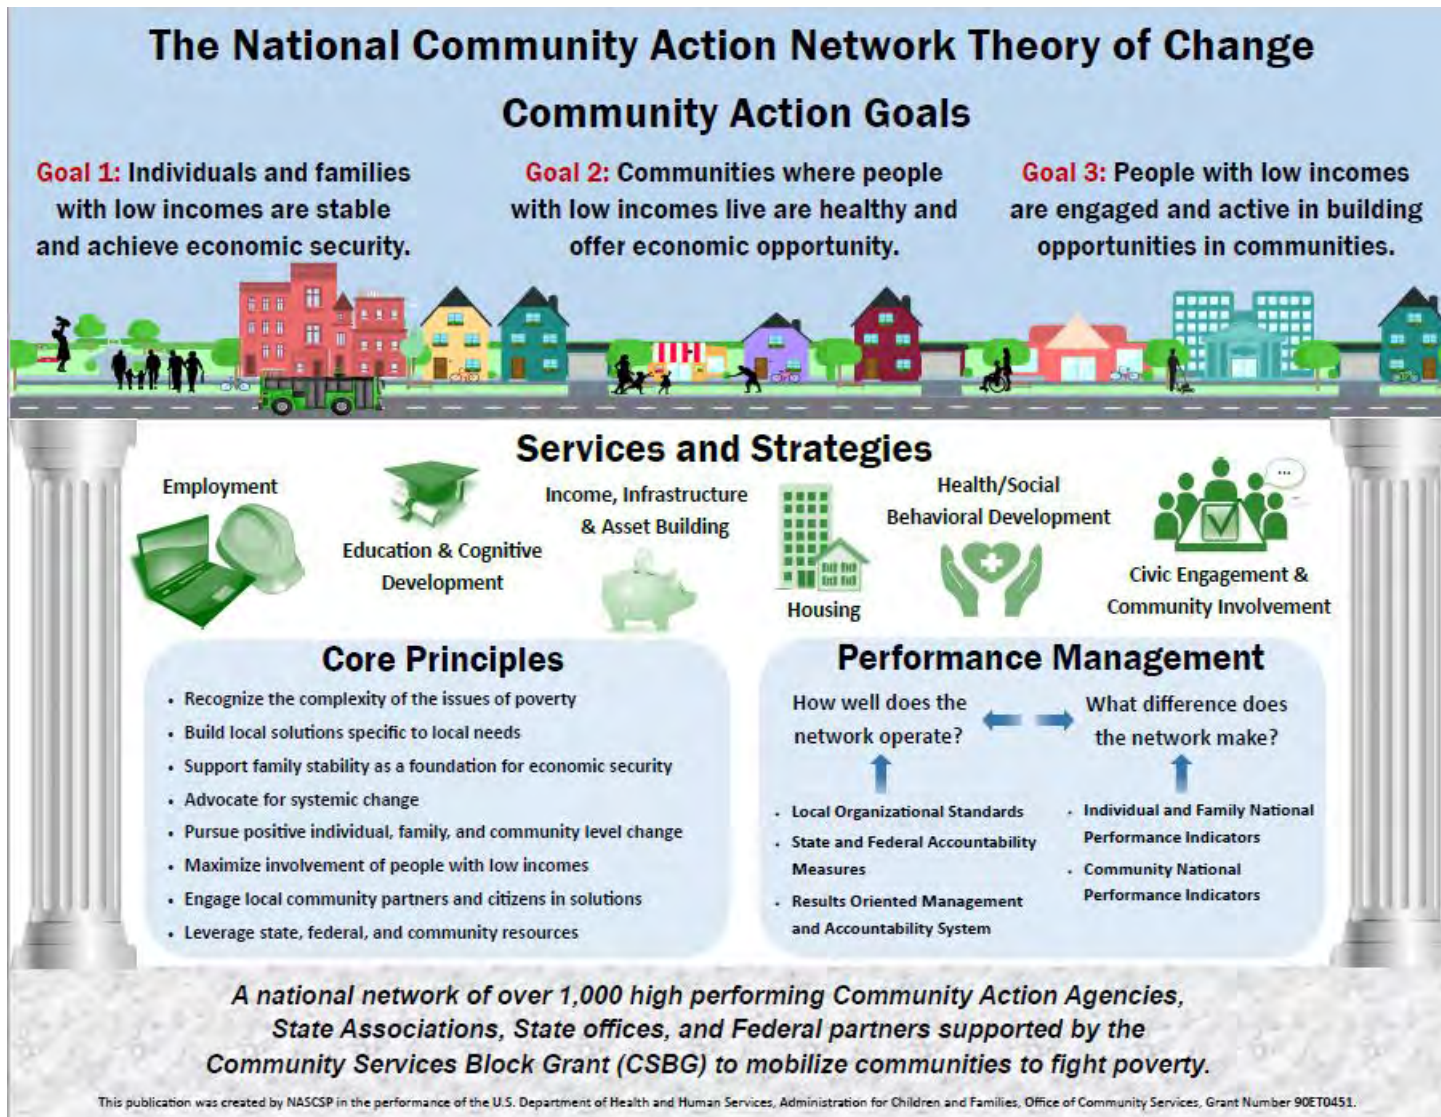 The National Community Action Network Theory of Change
Community Action Goals
Goal 1: Individuals and families
with low incomes are stable
and achieve economic security.
Goal 2: Communities where people
with low incomes live are healthy and
offer economic opportunity.
Goal 3: People with low incomes
are engaged and active in building
opportunities in communities.
Services and Strategies
Employment
Education & Cognitive
Development
Income, Infrastructure
& Asset Building
Housing
Health/Social
Behavioral Development
Civic Engagement &
Community Involvement
Core Principles
• Recognize the complexity of the issues of poverty
• Build local solutions specific to local needs
• Support family stability as a foundation for economic security
• Advocate for systemic change
• Pursue positive individual, family, and community level change
• Maximize involvement of people with low incomes
• Engage local community partners and citizens in solutions
• Leverage state, federal, and community resources
Performance Management
How well does the
network operate?
• Local Organizational Standards
• State and Federal Accountability
Measures
• Results Oriented Management
and Accountability System
What difference does
the network make?
• Individual and Family National
Performance Indicators
• Community National
Performance Indicators
A national network of over 1,000 high performing Community Action Agencies,
State Associations, State offices, and Federal partners supported by the
Community Services Block Grant (CSBG) to mobilize communities to fight poverty.
This publication was created by NASCSP in the performance of the U.S. Department of Health and Human Services, Administration for Children and Families, Office of Community Services, Grant Number 90ET0451.